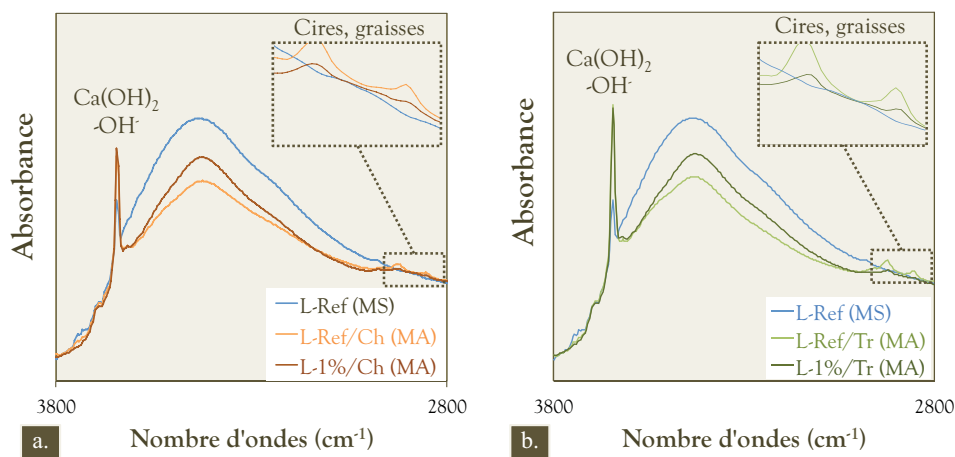 Cires, graisses
Ca(OH)2
-OH-
Absorbance
L-Ref (MS)
L-Ref/Ch (MA)
L-1%/Ch (MA)
3800
2800
a.
Nombre d'ondes (cm-1)
Cires, graisses
Ca(OH)2
-OH-
Absorbance
L-Ref (MS)
L-Ref/Tr (MA)
L-1%/Tr (MA)
3800
2800
b.
Nombre d'ondes (cm-1)